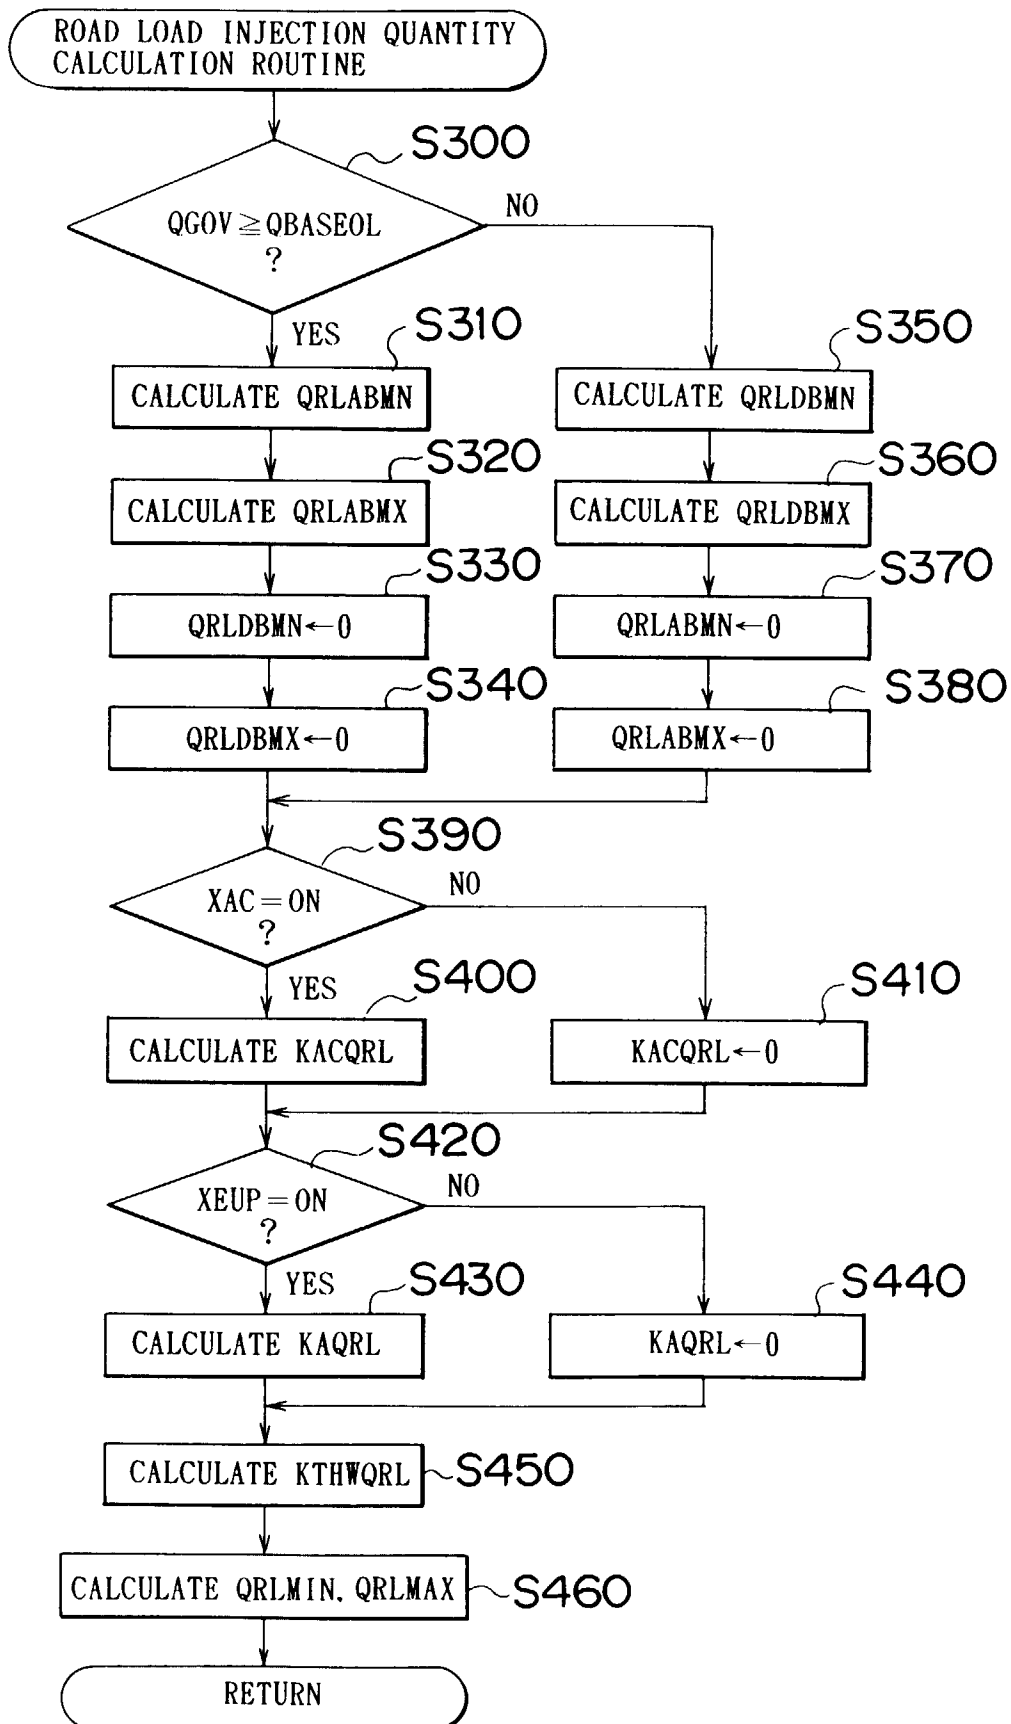 ROAD LOAD INJECTION QUANTITY
CALCULATION ROUTINE
S300
QGOV≧QBASEOL
?
NO
YES
S310
CALCULATE QRLABMN
S350
CALCULATE QRLDBMN
S320
CALCULATE QRLABMX
S360
CALCULATE QRLDBMX
S330
QRLDBMN←0
S370
QRLABMN←0
S340
QRLDBMX←0
S380
QRLABMX←0
S390
XAC=ON
?
NO
YES
S400
CALCULATE KACQRL
S410
KACQRL←0
S420
XEUP=ON
?
NO
YES
S430
CALCULATE KAQRL
S440
KAQRL←0
CALCULATE KTHWQRL
S450
CALCULATE QRLMIN, QRLMAX
S460
RETURN